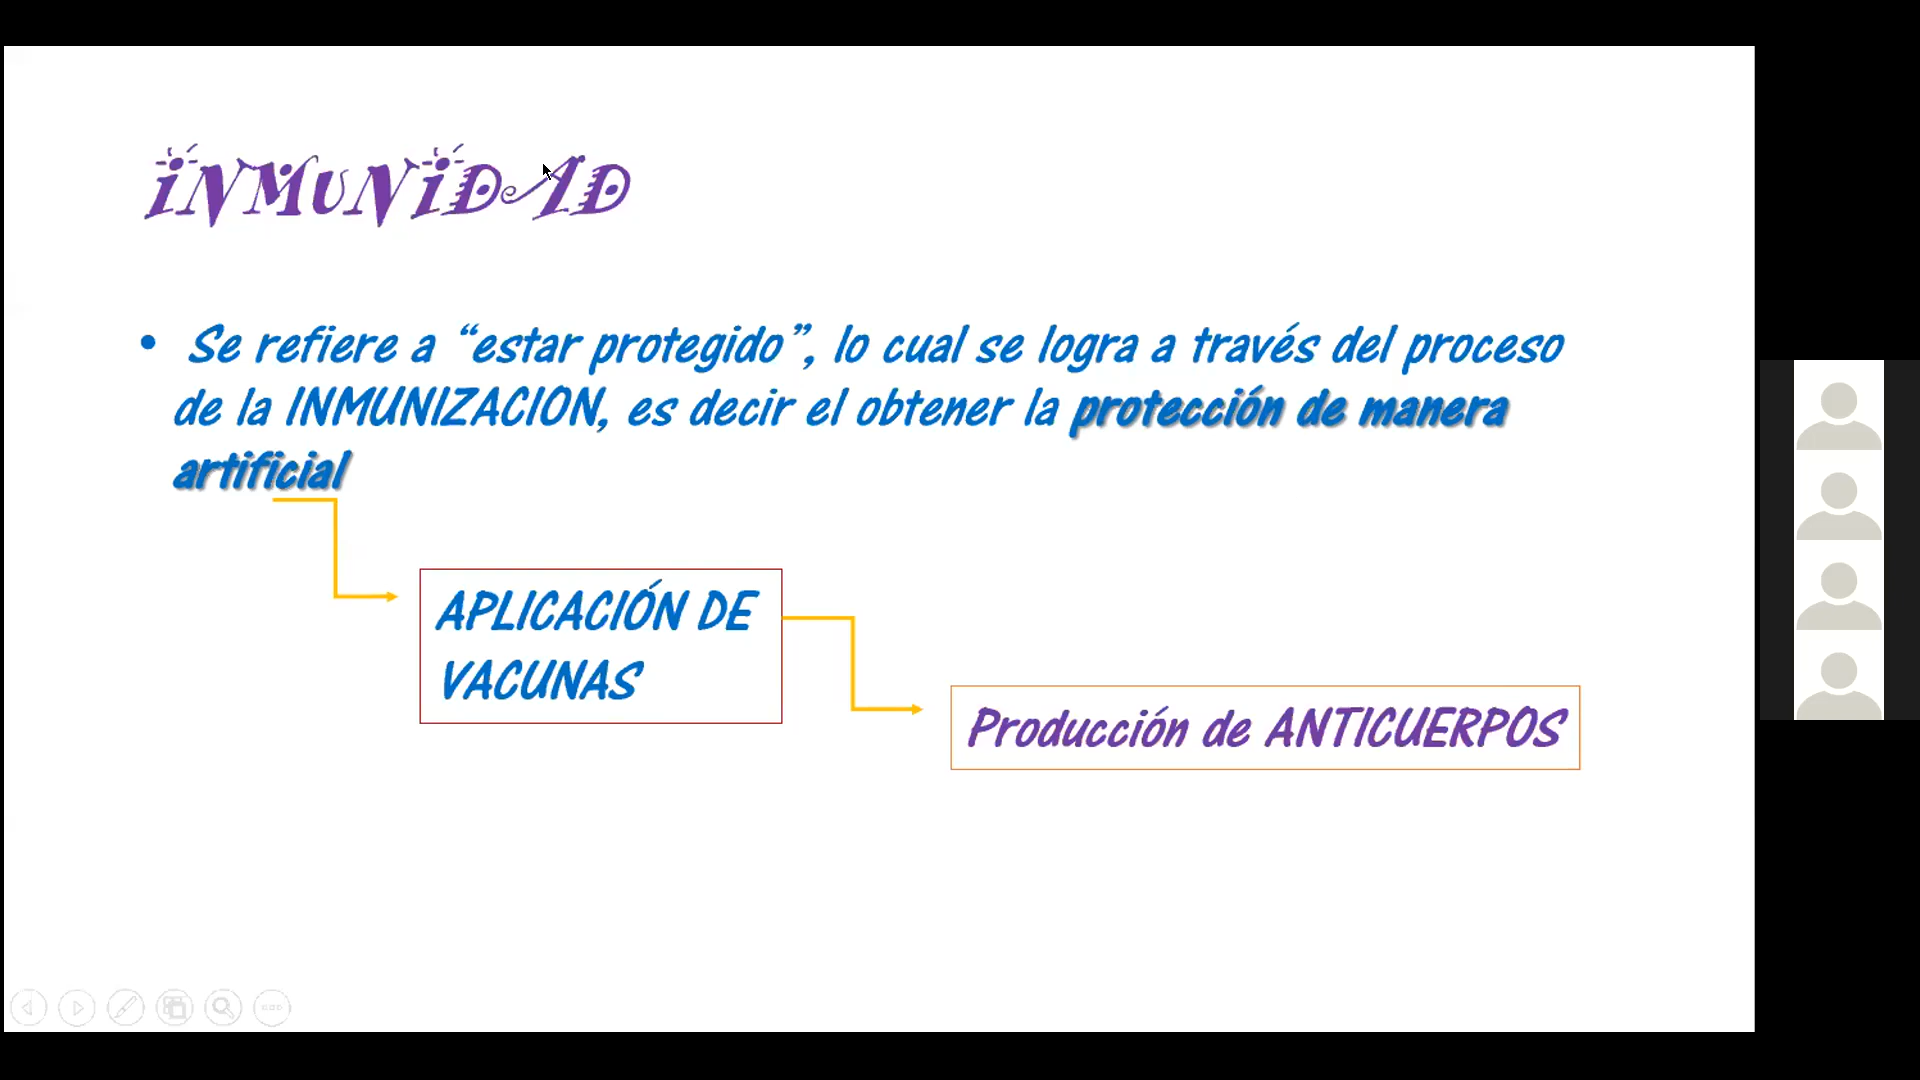 INMUNIDAD
• Se refiere a “estar protegido”, lo cual se logra a través del proceso
de la INMUNIZACION, es decir el obtener la protección de manera
artificial
APLICACIÓN DE
VACUNAS
Producción de ANTICUERPOS